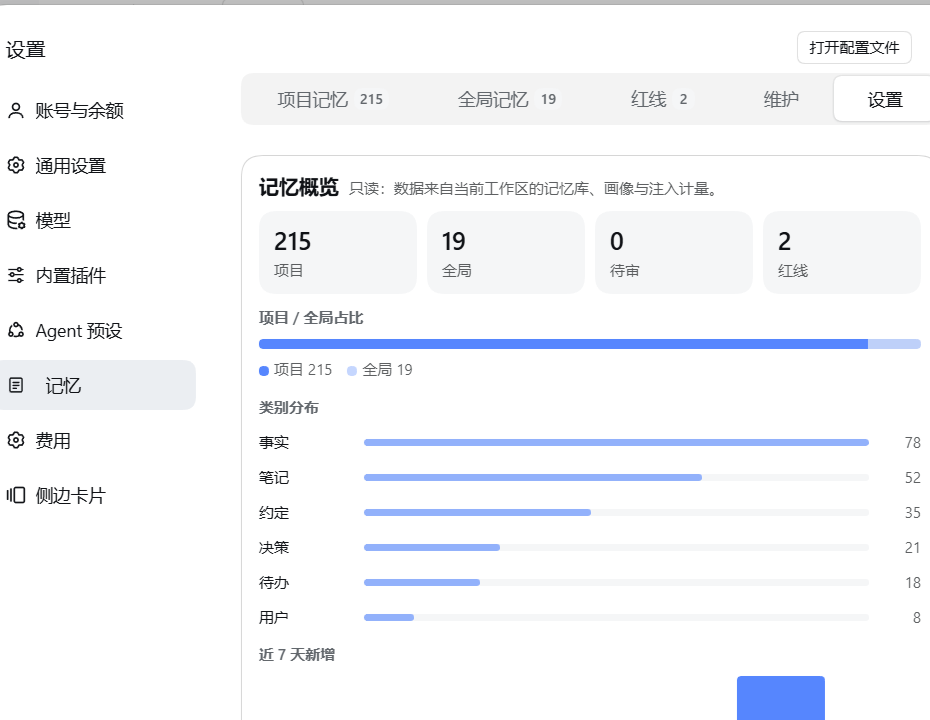 设置
打开配置文件
账号与余额
通用设置
模型
内置插件
Agent 预设
记忆
费用
侧边卡片
项目记忆 215 全局记忆 19 红线 2 维护 设置
记忆概览 只读：数据来自当前工作区的记忆库、画像与注入计量。
215 19 0 2
项目 全局 待审 红线
项目 / 全局占比
项目 215 全局 19
类别分布
事实 78
笔记 52
约定 35
决策 21
待办 18
用户 8
近 7 天新增